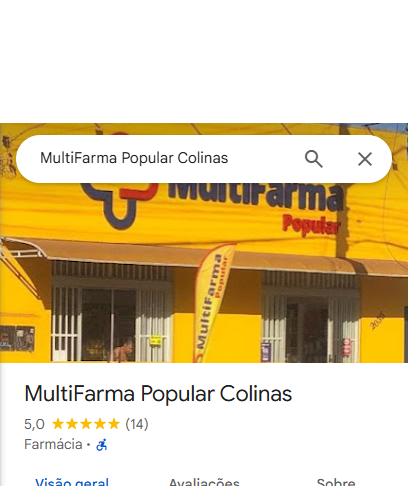 MultiFarma Popular Colinas
MultiFarma
Popular
MultiFarma
Popular
MultiFarma Popular Colinas
5,0 (14)
Farmácia ·
Visão geral Avaliações Sobre